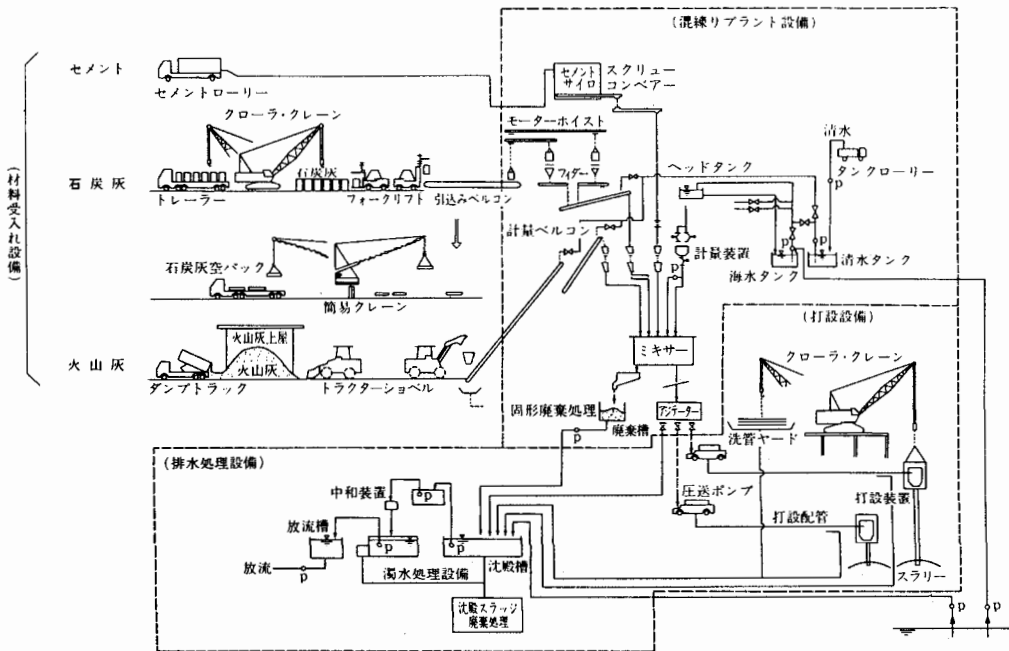 (混練りプラント設備)
セメント
セメントローリー
セメント
サイロ
スクリュー
コンベアー
クローラ・クレーン
モーターホイスト
清水
(材料受入れ設備)
石炭灰
石炭灰
フィダー
ヘッドタンク
タンクローリー
p
トレーラー
フォークリフト
引込みベルコン
計量ベルコン
計量装置
p
p
p
石炭灰空パック
海水タンク
清水タンク
簡易クレーン
(打設設備)
火山灰上屋
火山灰
火山灰
ミキサー
クローラ・クレーン
ダンプトラック
トラクターショベル
固形廃棄処理
アジテーター
廃棄槽
洗管ヤード
p
(排水処理設備)
中和装置
p
圧送ポンプ
打設装置
放流槽
打設配管
p
p
放流
p
濁水処理設備
沈殿槽
スラリー
沈殿スラッジ
廃棄処理
p
p